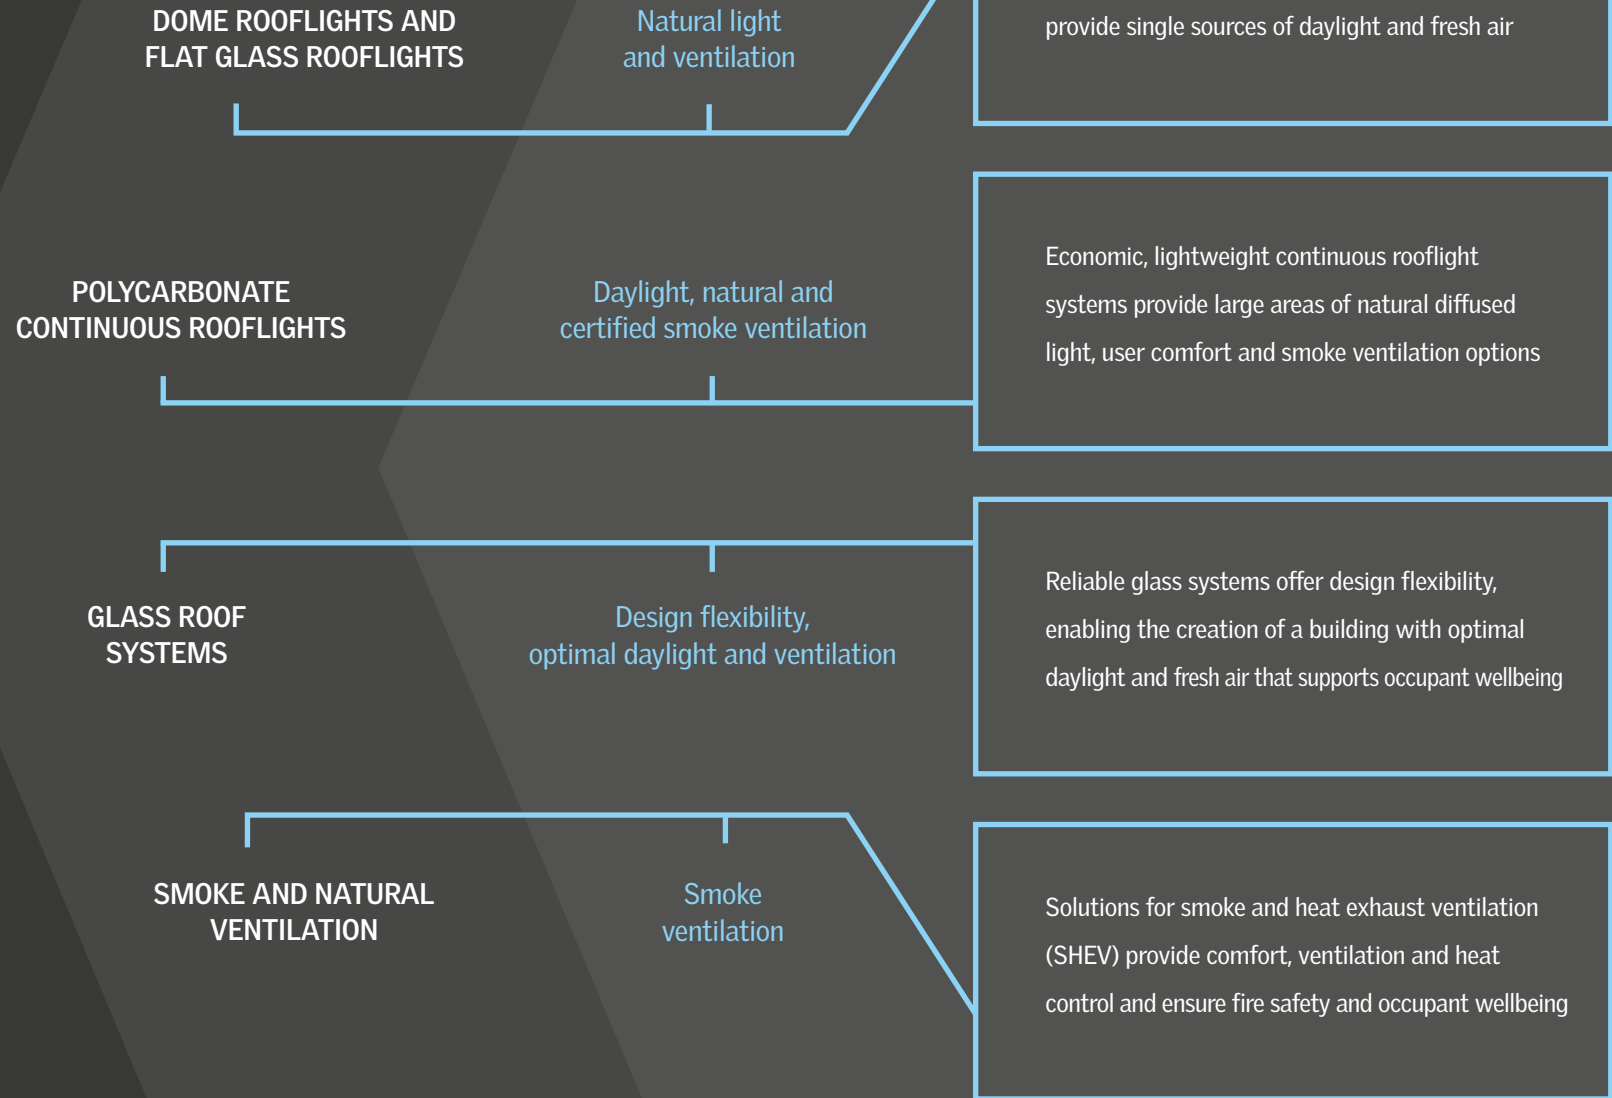 DOME ROOFLIGHTS AND
FLAT GLASS ROOFLIGHTS
Natural light
and ventilation
provide single sources of daylight and fresh air
POLYCARBONATE
CONTINUOUS ROOFLIGHTS
Daylight, natural and
certified smoke ventilation
Economic, lightweight continuous rooflight
systems provide large areas of natural diffused
light, user comfort and smoke ventilation options
GLASS ROOF
SYSTEMS
Design flexibility,
optimal daylight and ventilation
Reliable glass systems offer design flexibility,
enabling the creation of a building with optimal
daylight and fresh air that supports occupant wellbeing
SMOKE AND NATURAL
VENTILATION
Smoke
ventilation
Solutions for smoke and heat exhaust ventilation
(SHEV) provide comfort, ventilation and heat
control and ensure fire safety and occupant wellbeing